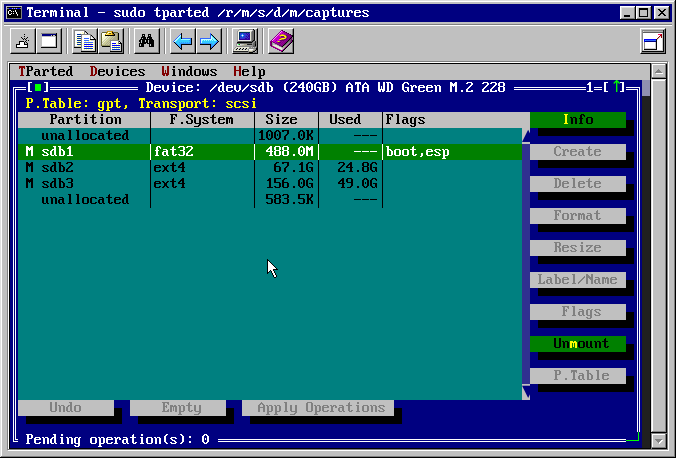 Terminal - sudo tparted /r/m/s/d/m/captures
TParted Devices Windows Help
Device: /dev/sdb (240GB) ATA WD Green M.2 228 1
P.Table: gpt, Transport: scsi
Partition F.System Size Used Flags
unallocated 1007.0K ---
M sdb1 fat32 488.0M --- boot,esp
M sdb2 ext4 67.1G 24.8G
M sdb3 ext4 156.0G 49.0G
unallocated 583.5K ---
Info
Create
Delete
Format
Resize
Label/Name
Flags
Unmount
P.Table
Undo Empty Apply Operations
Pending operation(s): 0